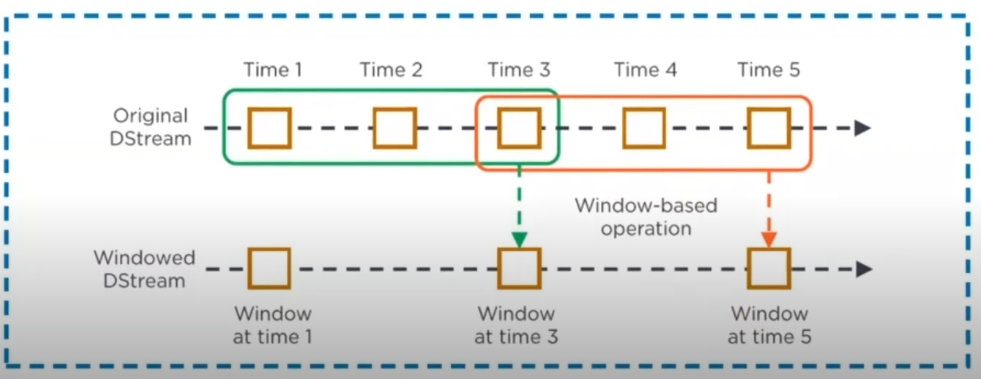 Time 1 Time 2 Time 3 Time 4 Time 5
Original
DStream
Window-based
operation
Windowed
DStream
Window
at time 1
Window
at time 3
Window
at time 5